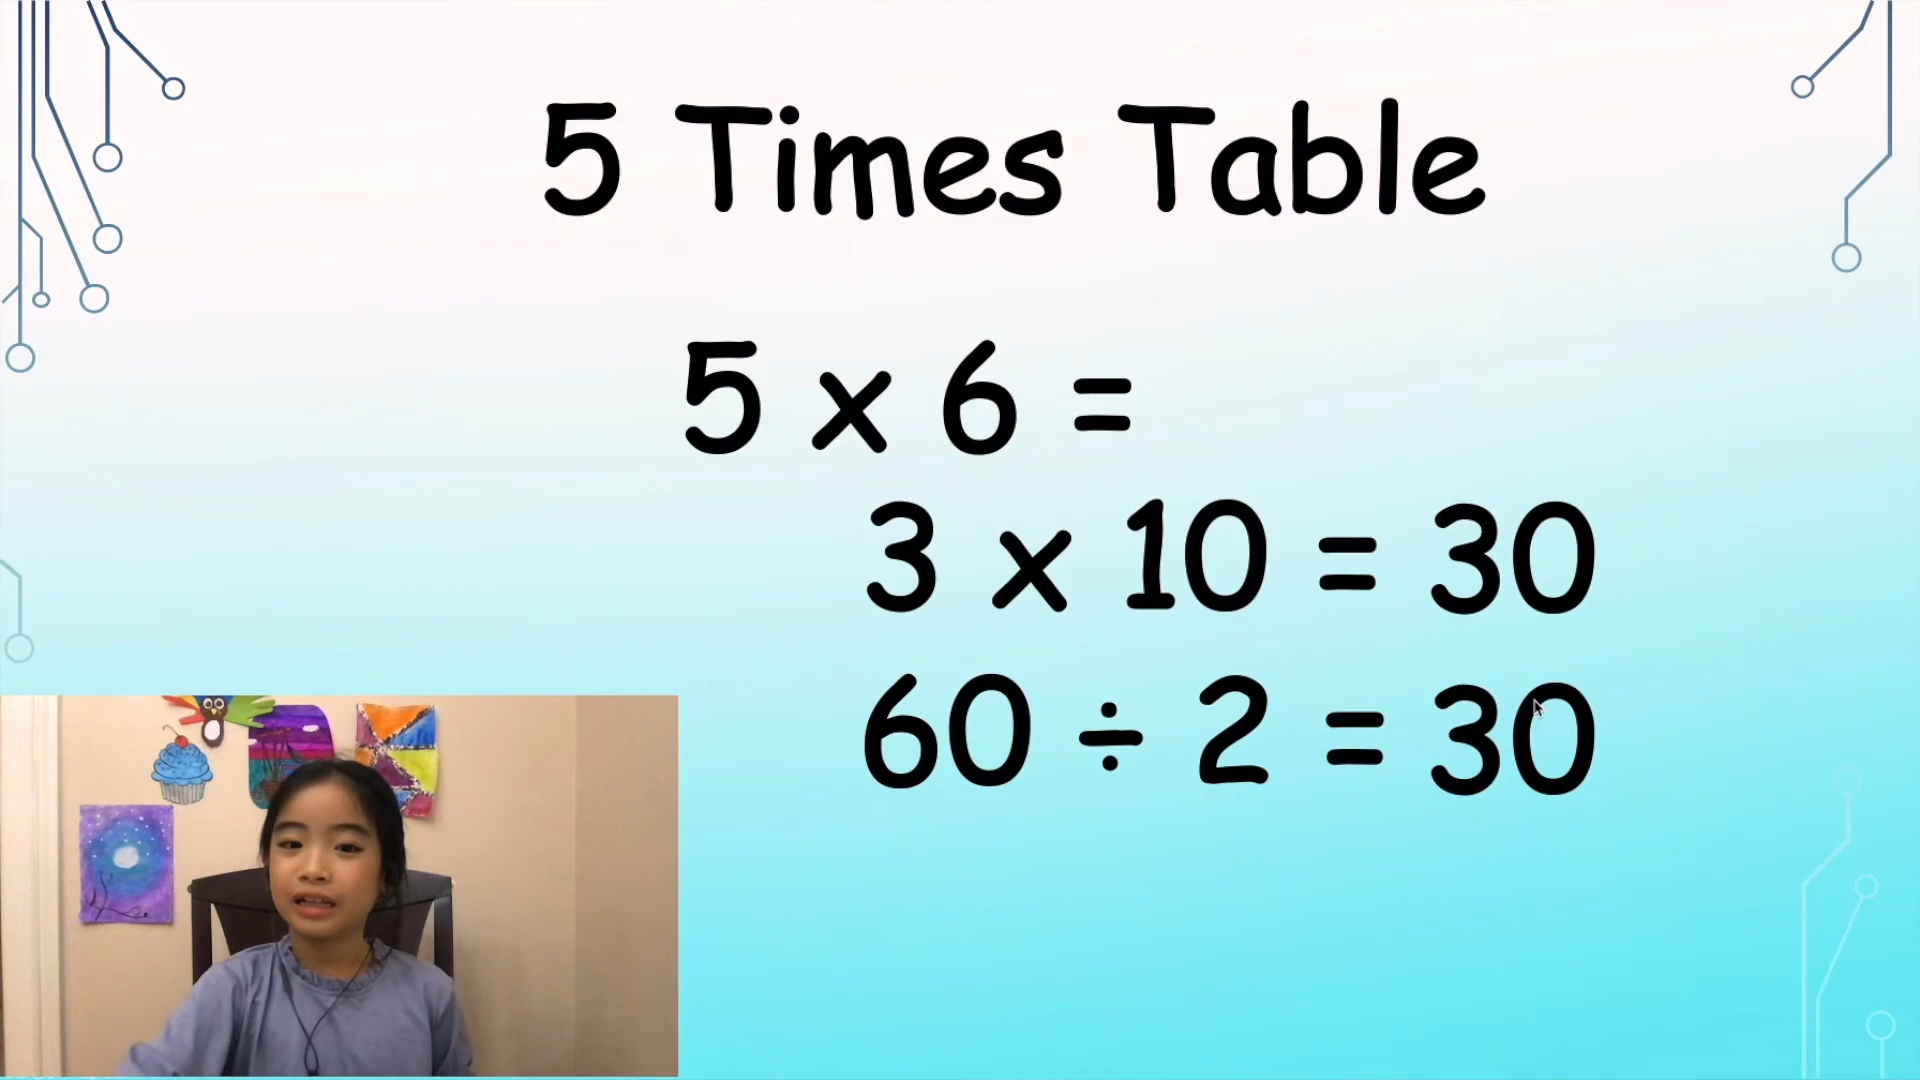 5 Times Table
5 x 6 =
3 x 10 = 30
60 ÷ 2 = 30